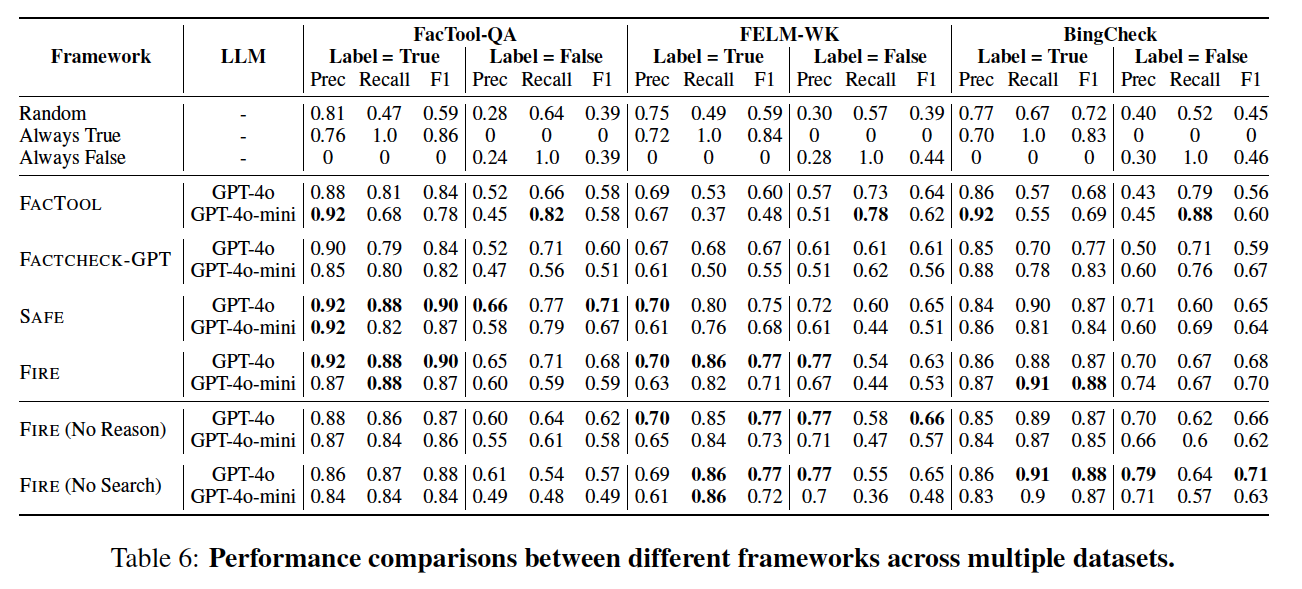 FacTool-QA FELM-WK BingCheck
Framework LLM Label = True Label = False Label = True Label = False Label = True Label = False
Prec Recall F1 Prec Recall F1 Prec Recall F1 Prec Recall F1 Prec Recall F1 Prec Recall F1
Random - 0.81 0.47 0.59 0.28 0.64 0.39 0.75 0.49 0.59 0.30 0.57 0.39 0.77 0.67 0.72 0.40 0.52 0.45
Always True - 0.76 1.0 0.86 0 0 0 0.72 1.0 0.84 0 0 0 0.70 1.0 0.83 0 0 0
Always False - 0 0 0 0.24 1.0 0.39 0 0 0 0.28 1.0 0.44 0 0 0 0.30 1.0 0.46
FACTOOL
GPT-4o 0.88 0.81 0.84 0.52 0.66 0.58 0.69 0.53 0.60 0.57 0.73 0.64 0.86 0.57 0.68 0.43 0.79 0.56
GPT-4o-mini 0.92 0.68 0.78 0.45 0.82 0.58 0.67 0.37 0.48 0.51 0.78 0.62 0.92 0.55 0.69 0.45 0.88 0.60
FACTCHECK-GPT
GPT-4o 0.90 0.79 0.84 0.52 0.71 0.60 0.67 0.68 0.67 0.61 0.61 0.61 0.85 0.70 0.77 0.50 0.71 0.59
GPT-4o-mini 0.85 0.80 0.82 0.47 0.56 0.51 0.61 0.50 0.55 0.51 0.62 0.56 0.88 0.78 0.83 0.60 0.76 0.67
SAFE
GPT-4o 0.92 0.88 0.90 0.66 0.77 0.71 0.70 0.80 0.75 0.72 0.60 0.65 0.84 0.90 0.87 0.71 0.60 0.65
GPT-4o-mini 0.92 0.82 0.87 0.58 0.79 0.67 0.61 0.76 0.68 0.61 0.44 0.51 0.86 0.81 0.84 0.60 0.69 0.64
FIRE
GPT-4o 0.92 0.88 0.90 0.65 0.71 0.68 0.70 0.86 0.77 0.77 0.54 0.63 0.86 0.88 0.87 0.70 0.67 0.68
GPT-4o-mini 0.87 0.88 0.87 0.60 0.59 0.59 0.63 0.82 0.71 0.67 0.44 0.53 0.87 0.91 0.88 0.74 0.67 0.70
FIRE (No Reason)
GPT-4o 0.88 0.86 0.87 0.60 0.64 0.62 0.70 0.85 0.77 0.77 0.58 0.66 0.85 0.89 0.87 0.70 0.62 0.66
GPT-4o-mini 0.87 0.84 0.86 0.55 0.61 0.58 0.65 0.84 0.73 0.71 0.47 0.57 0.84 0.87 0.85 0.66 0.6 0.62
FIRE (No Search)
GPT-4o 0.86 0.87 0.88 0.61 0.54 0.57 0.69 0.86 0.77 0.77 0.55 0.65 0.86 0.91 0.88 0.79 0.64 0.71
GPT-4o-mini 0.84 0.84 0.84 0.49 0.48 0.49 0.61 0.86 0.72 0.7 0.36 0.48 0.83 0.9 0.87 0.71 0.57 0.63
Table 6: Performance comparisons between different frameworks across multiple datasets.